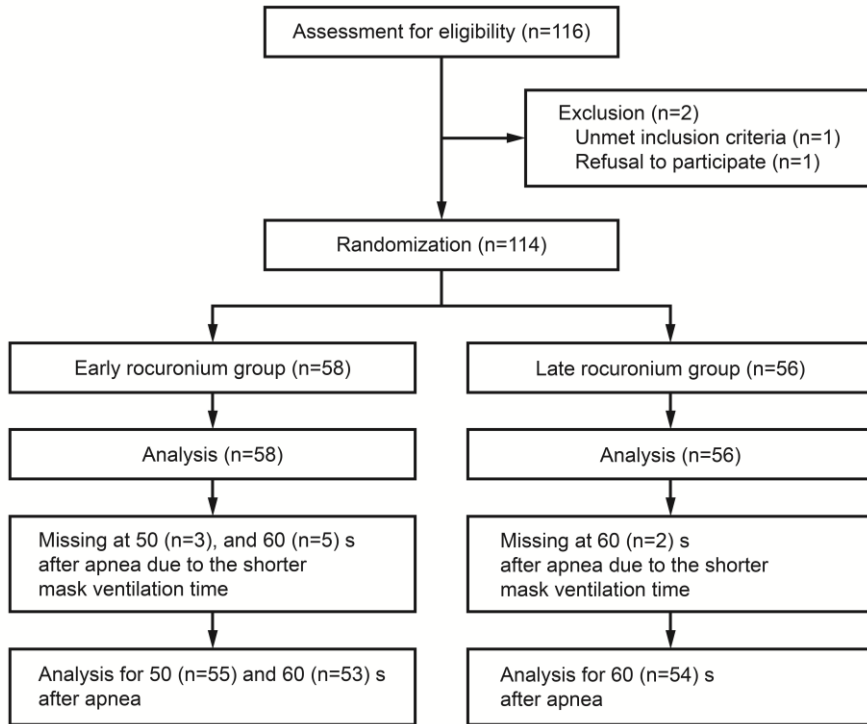 Assessment for eligibility (n=116)
Exclusion (n=2)
Unmet inclusion criteria (n=1)
Refusal to participate (n=1)
Randomization (n=114)
Early rocuronium group (n=58)
Late rocuronium group (n=56)
Analysis (n=58)
Analysis (n=56)
Missing at 50 (n=3), and 60 (n=5) s
after apnea due to the shorter
mask ventilation time
Missing at 60 (n=2) s
after apnea due to the shorter
mask ventilation time
Analysis for 50 (n=55) and 60 (n=53) s
after apnea
Analysis for 60 (n=54) s
after apnea